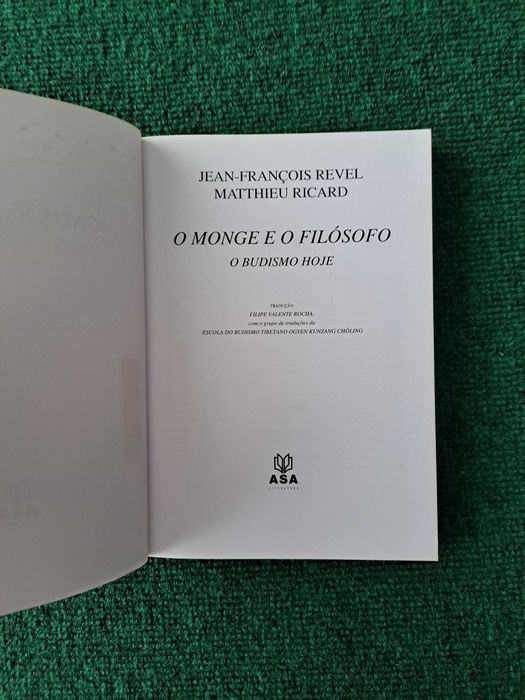 JEAN-FRANÇOIS REVEL
MATTHIEU RICARD
O MONGE E O FILÓSOFO
O BUDISMO HOJE
TRADUÇÃO
FILIPE VALENTE ROCHA,
com o grupo de traduções da
ESCOLA DO BUDISMO TIBETANO OGYEN KUNZANG CHÖLING
ASA
LITERATURA